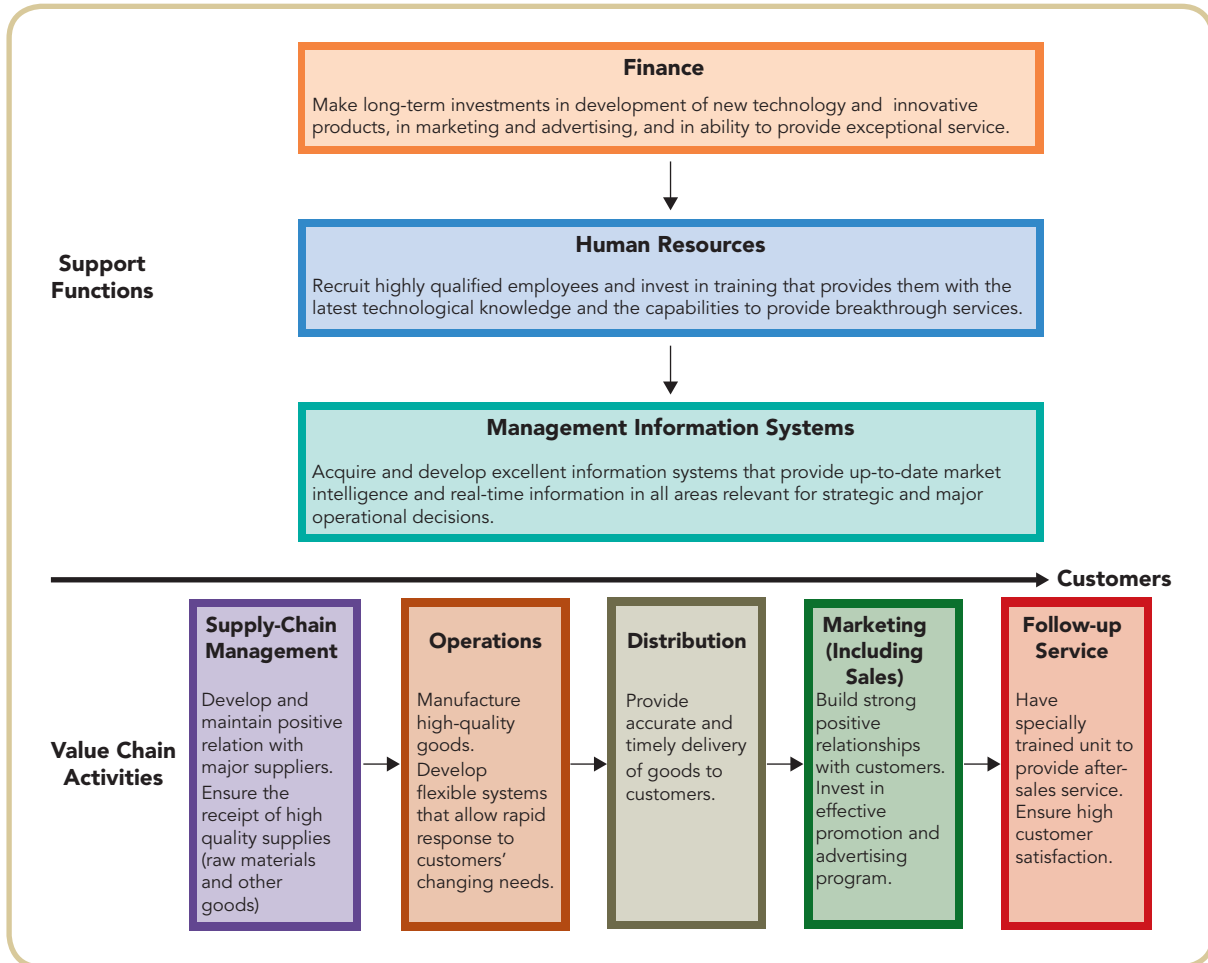 Finance
Make long-term investments in development of new technology and innovative
products, in marketing and advertising, and in ability to provide exceptional service.
Support
Functions
Human Resources
Recruit highly qualified employees and invest in training that provides them with the
latest technological knowledge and the capabilities to provide breakthrough services.
Management Information Systems
Acquire and develop excellent information systems that provide up-to-date market
intelligence and real-time information in all areas relevant for strategic and major
operational decisions.
Customers
Value Chain
Activities
Supply-Chain
Management
Develop and
maintain positive
relation with
major suppliers.
Ensure the
receipt of high
quality supplies
(raw materials
and other
goods)
Operations
Manufacture
high-quality
goods.
Develop
flexible systems
that allow rapid
response to
customers’
changing needs.
Distribution
Provide
accurate and
timely delivery
of goods to
customers.
Marketing
(Including
Sales)
Build strong
positive
relationships
with customers.
Invest in
effective
promotion and
advertising
program.
Follow-up
Service
Have
specially
trained unit to
provide after-
sales service.
Ensure high
customer
satisfaction.